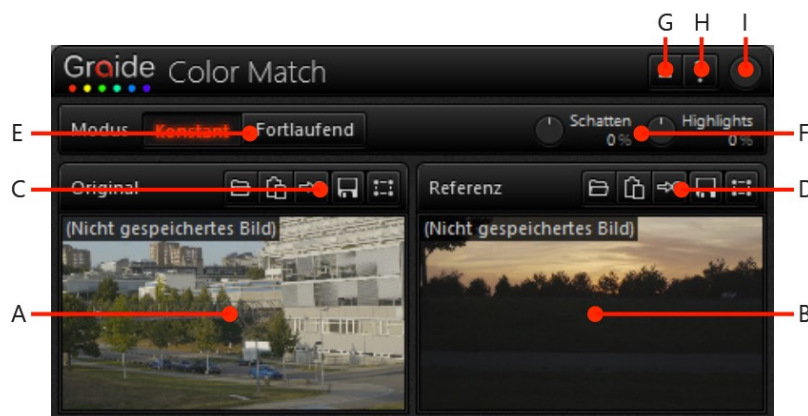 G H I
Graide Color Match
E Modus Konstant Fortlaufend Schatten 0% Highlights 0% F
C Original Referenz D
(Nicht gespeichertes Bild) (Nicht gespeichertes Bild)
A B